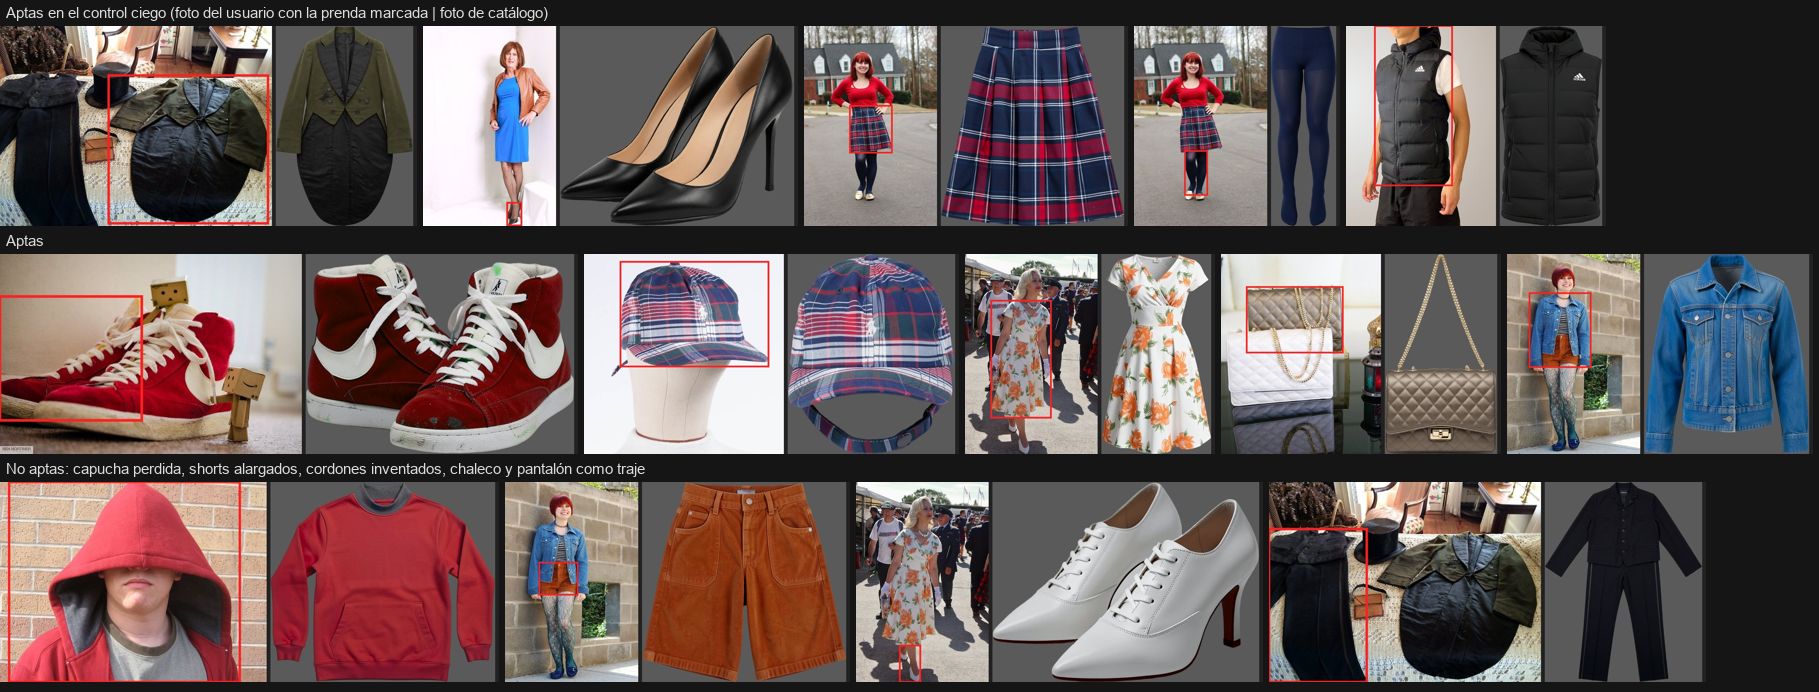 Aptas en el control ciego (foto del usuario con la prenda marcada | foto de catálogo)
adidas
Aptas
No aptas: capucha perdida, shorts alargados, cordones inventados, chaleco y pantalón como traje